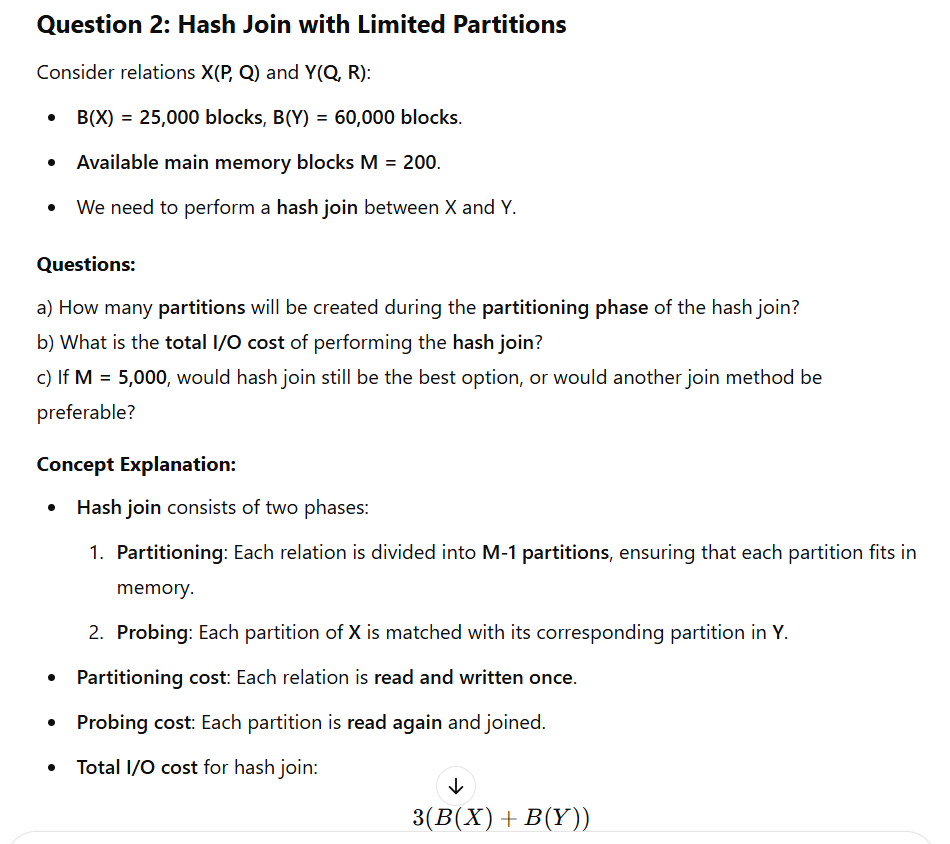 Question 2: Hash Join with Limited Partitions
Consider relations X(P, Q) and Y(Q, R):
• B(X) = 25,000 blocks, B(Y) = 60,000 blocks.
• Available main memory blocks M = 200.
• We need to perform a hash join between X and Y.
Questions:
a) How many partitions will be created during the partitioning phase of the hash join?
b) What is the total I/O cost of performing the hash join?
c) If M = 5,000, would hash join still be the best option, or would another join method be
preferable?
Concept Explanation:
• Hash join consists of two phases:
1. Partitioning: Each relation is divided into M-1 partitions, ensuring that each partition fits in
memory.
2. Probing: Each partition of X is matched with its corresponding partition in Y.
• Partitioning cost: Each relation is read and written once.
• Probing cost: Each partition is read again and joined.
• Total I/O cost for hash join:
3(B(X) + B(Y))